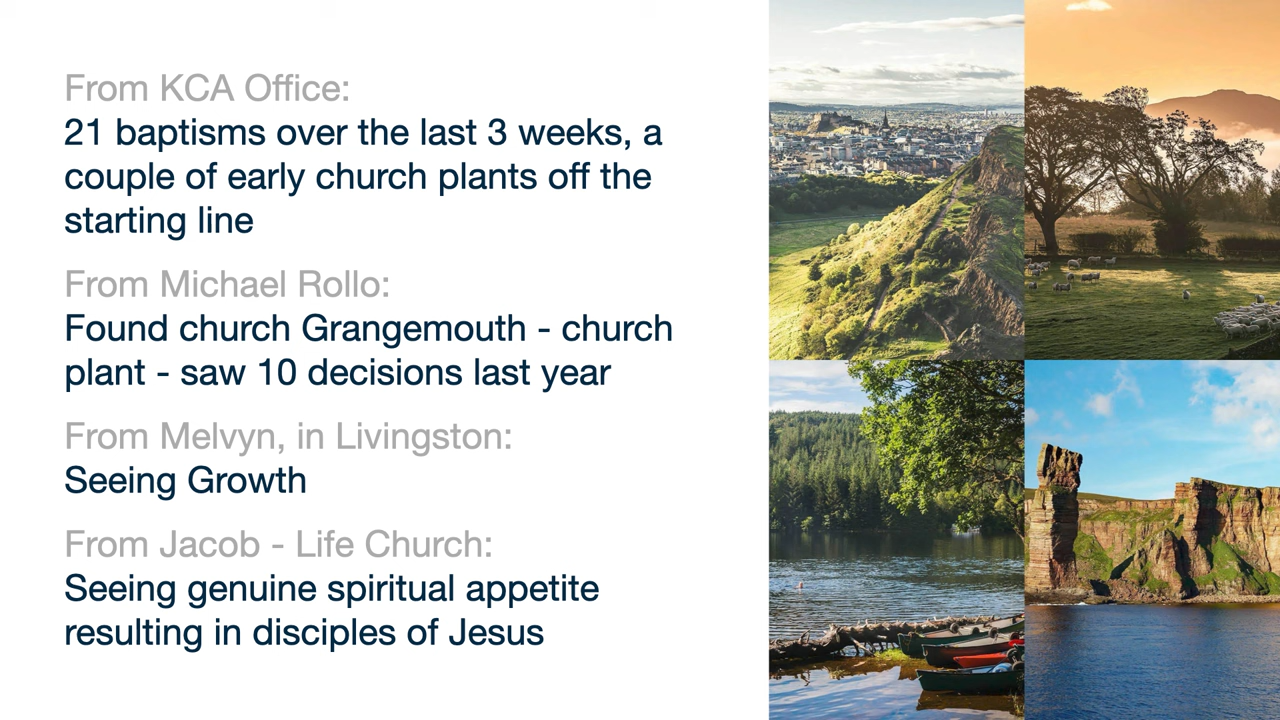 From KCA Office:
21 baptisms over the last 3 weeks, a
couple of early church plants off the
starting line
From Michael Rollo:
Found church Grangemouth - church
plant - saw 10 decisions last year
From Melvyn, in Livingston:
Seeing Growth
From Jacob - Life Church:
Seeing genuine spiritual appetite
resulting in disciples of Jesus